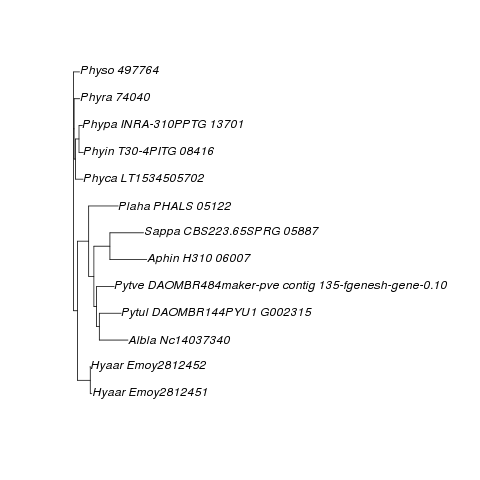 Physo 497764
Phyra 74040
Phypa INRA-310PPTG 13701
Phyin T30-4PITG 08416
Phyca LT1534505702
Plaha PHALS 05122
Sappa CBS223.65SPRG 05887
Aphin H310 06007
Pytve DAOMBR484maker-pve contig 135-fgenesh-gene-0.10
Pytul DAOMBR144PYU1 G002315
Albla Nc14037340
Hyaar Emoy2812452
Hyaar Emoy2812451